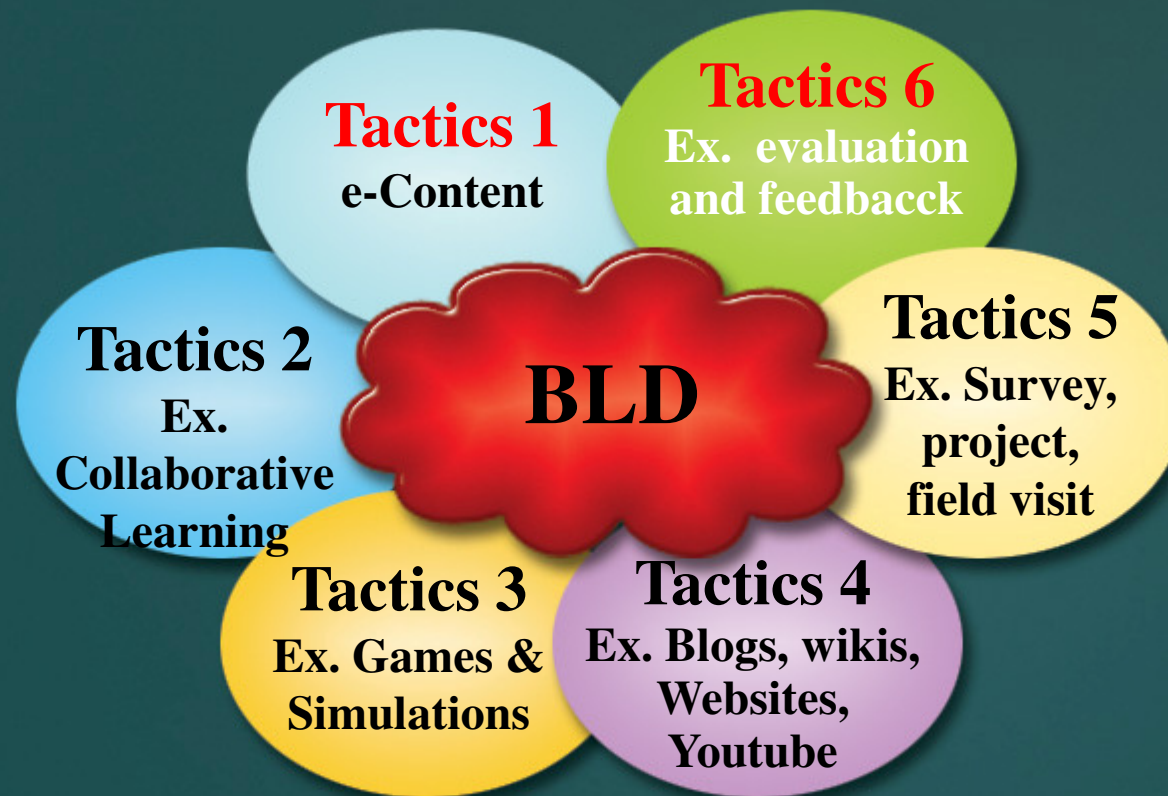 Tactics 1
e-Content
Tactics 6
Ex. evaluation
and feedbacck
Tactics 2
Ex.
Collaborative
Learning
BLD
Tactics 5
Ex. Survey,
project,
field visit
Tactics 3
Ex. Games &
Simulations
Tactics 4
Ex. Blogs, wikis,
Websites,
Youtube